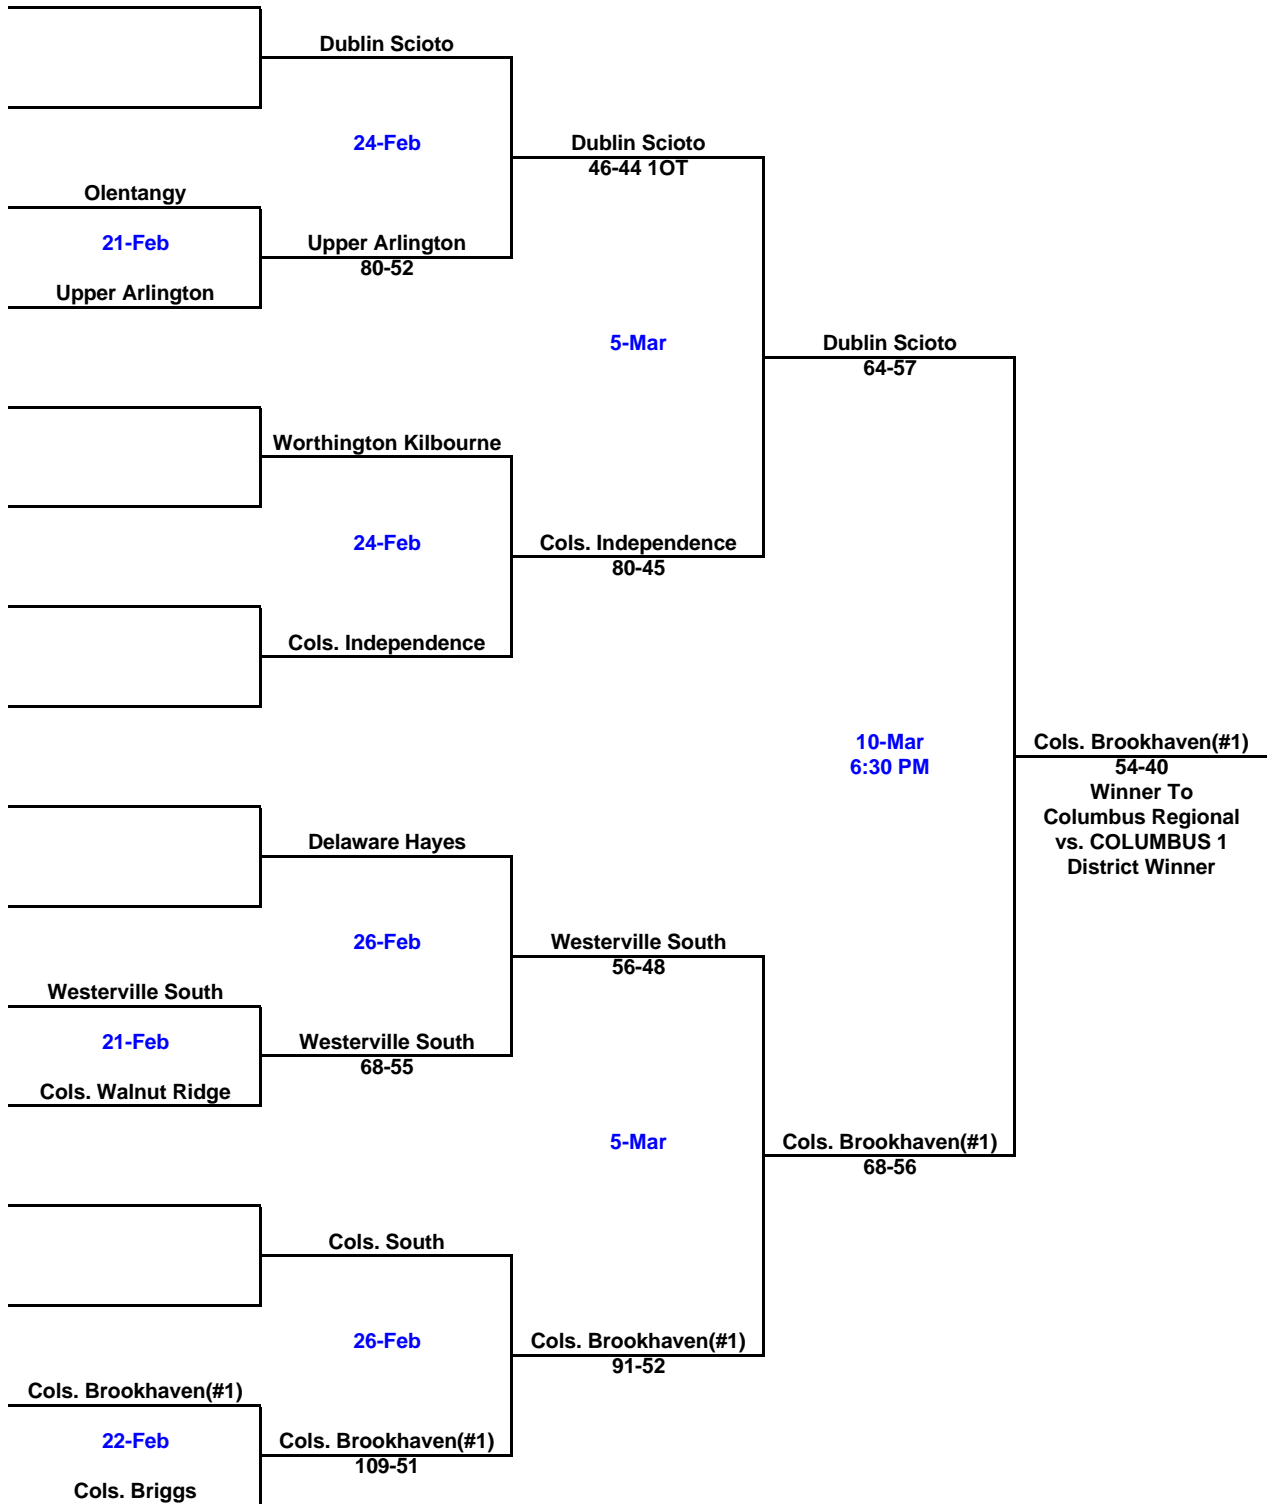 Dublin Scioto
24-Feb
Dublin Scioto
46-44 1OT
Olentangy
21-Feb
Upper Arlington
80-52
Upper Arlington
5-Mar
Dublin Scioto
64-57
Worthington Kilbourne
24-Feb
Cols. Independence
80-45
Cols. Independence
10-Mar
6:30 PM
Cols. Brookhaven(#1)
54-40
Winner To
Columbus Regional
vs. COLUMBUS 1
District Winner
Delaware Hayes
26-Feb
Westerville South
56-48
Westerville South
21-Feb
Westerville South
68-55
Cols. Walnut Ridge
5-Mar
Cols. Brookhaven(#1)
68-56
Cols. South
26-Feb
Cols. Brookhaven(#1)
91-52
Cols. Brookhaven(#1)
22-Feb
Cols. Brookhaven(#1)
109-51
Cols. Briggs